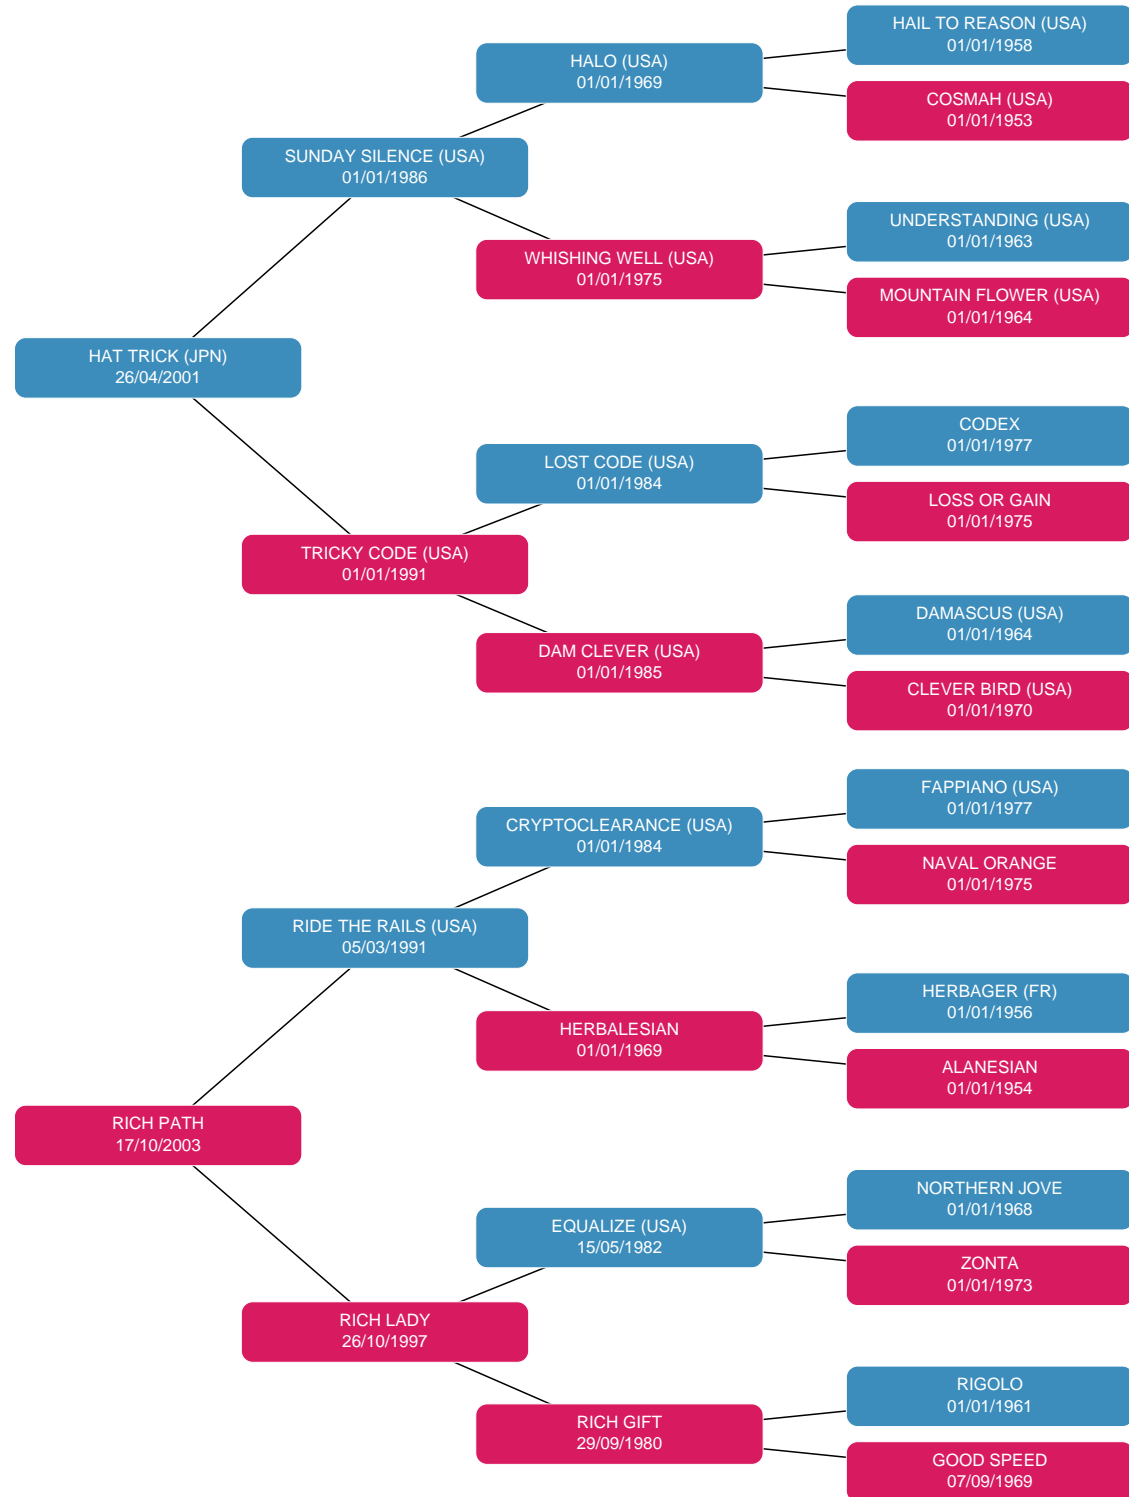 HAIL TO REASON (USA)
01/01/1958
HALO (USA)
01/01/1969
COSMAH (USA)
01/01/1953
SUNDAY SILENCE (USA)
01/01/1986
UNDERSTANDING (USA)
01/01/1963
WHISHING WELL (USA)
01/01/1975
MOUNTAIN FLOWER (USA)
01/01/1964
HAT TRICK (JPN)
26/04/2001
CODEX
01/01/1977
LOST CODE (USA)
01/01/1984
LOSS OR GAIN
01/01/1975
TRICKY CODE (USA)
01/01/1991
DAMASCUS (USA)
01/01/1964
DAM CLEVER (USA)
01/01/1985
CLEVER BIRD (USA)
01/01/1970
FAPPIANO (USA)
01/01/1977
CRYPTOCLEARANCE (USA)
01/01/1984
NAVAL ORANGE
01/01/1975
RIDE THE RAILS (USA)
05/03/1991
HERBAGER (FR)
01/01/1956
HERBALESIAN
01/01/1969
ALANESIAN
01/01/1954
RICH PATH
17/10/2003
NORTHERN JOVE
01/01/1968
EQUALIZE (USA)
15/05/1982
ZONTA
01/01/1973
RICH LADY
26/10/1997
RIGOLO
01/01/1961
RICH GIFT
29/09/1980
GOOD SPEED
07/09/1969